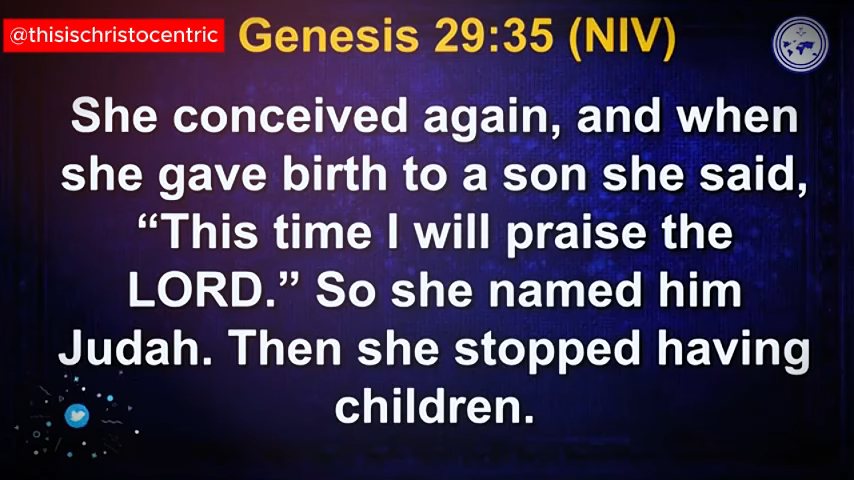 @thisischristocentric
Genesis 29:35 (NIV)
She conceived again, and when
she gave birth to a son she said,
“This time I will praise the
LORD.” So she named him
Judah. Then she stopped having
children.